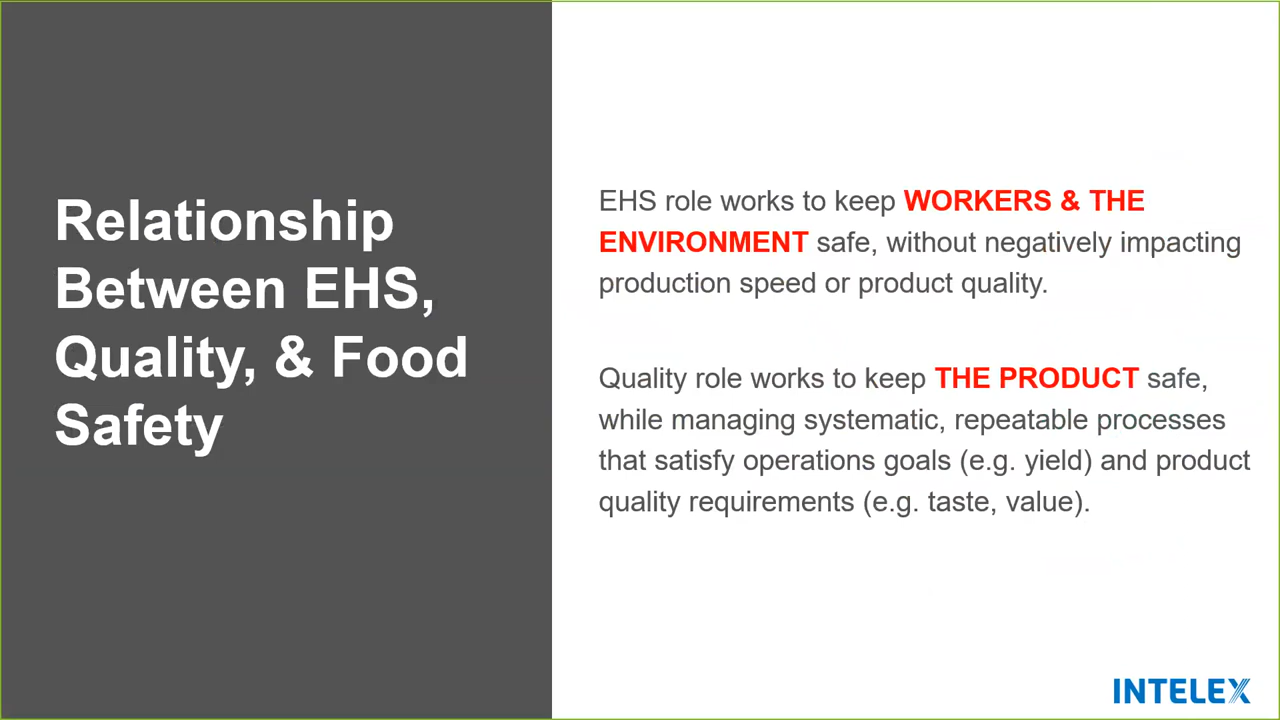 Relationship
Between EHS,
Quality, & Food
Safety
EHS role works to keep WORKERS & THE
ENVIRONMENT safe, without negatively impacting
production speed or product quality.
Quality role works to keep THE PRODUCT safe,
while managing systematic, repeatable processes
that satisfy operations goals (e.g. yield) and product
quality requirements (e.g. taste, value).
INTELEX